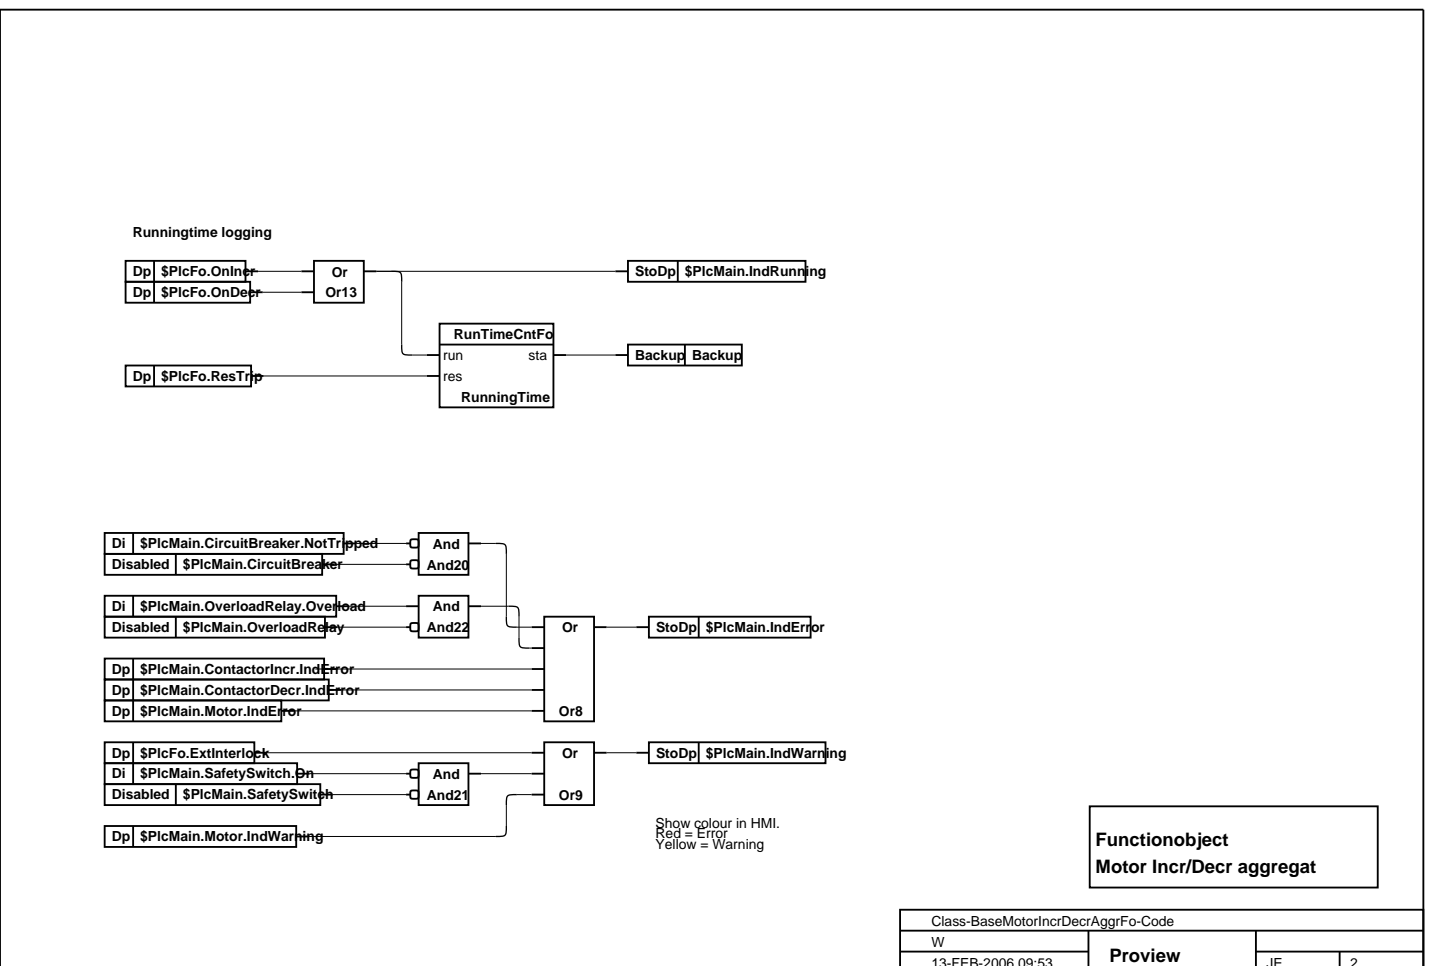 Runningtime logging
Dp $PlcFo.OnIncr Or StoDp $PlcMain.IndRunning
Dp $PlcFo.OnDecr Or13
RunTimeCntFo
run sta Backup Backup
Dp $PlcFo.ResTrip res
RunningTime
Di $PlcMain.CircuitBreaker.NotTripped And
Disabled $PlcMain.CircuitBreaker And20
Di $PlcMain.OverloadRelay.Overload And
Disabled $PlcMain.OverloadRelay And22 Or StoDp $PlcMain.IndError
Dp $PlcMain.ContactorIncr.IndError
Dp $PlcMain.ContactorDecr.IndError
Dp $PlcMain.Motor.IndError Or8
Dp $PlcFo.ExtInterlock Or StoDp $PlcMain.IndWarning
Di $PlcMain.SafetySwitch.On And
Disabled $PlcMain.SafetySwitch And21 Or9
Dp $PlcMain.Motor.IndWarning
Show colour in HMI.
Red = Error
Yellow = Warning
Functionobject
Motor Incr/Decr aggregat
Class-BaseMotorIncrDecrAggrFo-Code
W
Proview
13-FEB-2006 09:53 JF 2